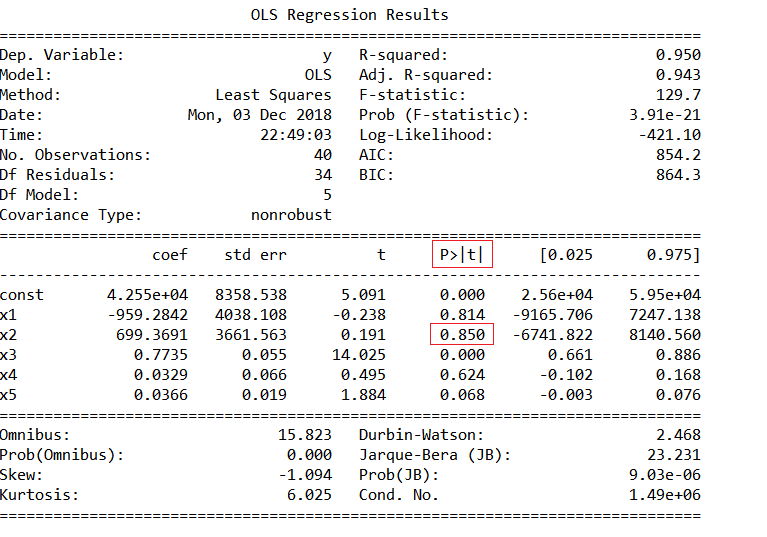 OLS Regression Results
==============================================================================
Dep. Variable:                      y   R-squared:                       0.950
Model:                            OLS   Adj. R-squared:                  0.943
Method:                 Least Squares   F-statistic:                     129.7
Date:                Mon, 03 Dec 2018   Prob (F-statistic):           3.91e-21
Time:                        22:49:03   Log-Likelihood:                -421.10
No. Observations:                  40   AIC:                             854.2
Df Residuals:                      34   BIC:                             864.3
Df Model:                           5
Covariance Type:            nonrobust
==============================================================================
                 coef    std err          t      P>|t|      [0.025      0.975]
------------------------------------------------------------------------------
const       4.255e+04   8358.538      5.091      0.000    2.56e+04    5.95e+04
x1          -959.2842   4038.108     -0.238      0.814   -9165.706    7247.138
x2           699.3691   3661.563      0.191      0.850   -6741.822    8140.560
x3             0.7735      0.055     14.025      0.000       0.661       0.886
x4             0.0329      0.066      0.495      0.624      -0.102       0.168
x5             0.0366      0.019      1.884      0.068      -0.003       0.076
==============================================================================
Omnibus:                       15.823   Durbin-Watson:                   2.468
Prob(Omnibus):                  0.000   Jarque-Bera (JB):               23.231
Skew:                          -1.094   Prob(JB):                     9.03e-06
Kurtosis:                       6.025   Cond. No.                     1.49e+06
==============================================================================